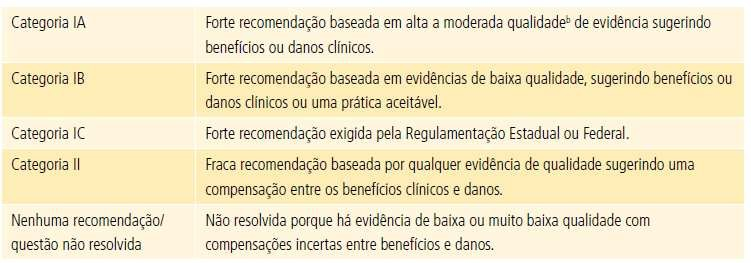 Categoria IA
Forte recomendação baseada em alta a moderada qualidadeᵇ de evidência sugerindo
benefícios ou danos clínicos.
Categoria IB
Forte recomendação baseada em evidências de baixa qualidade, sugerindo benefícios ou
danos clínicos ou uma prática aceitável.
Categoria IC
Forte recomendação exigida pela Regulamentação Estadual ou Federal.
Categoria II
Fraca recomendação baseada por qualquer evidência de qualidade sugerindo uma
compensação entre os benefícios clínicos e danos.
Nenhuma recomendação/
questão não resolvida
Não resolvida porque há evidência de baixa ou muito baixa qualidade com
compensações incertas entre benefícios e danos.